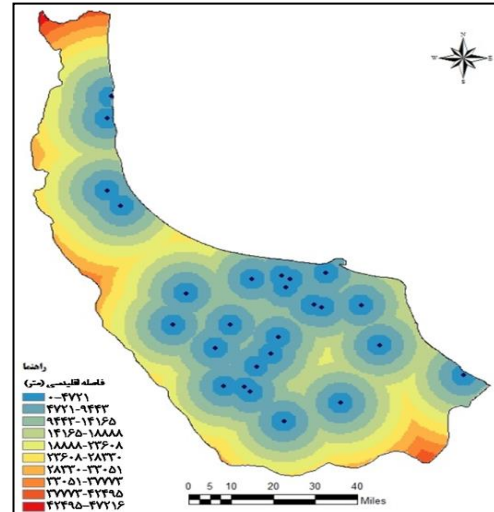 N
W E
S
راهنما
فاصله اقلیدسی (متر)
۰-۴۷۲۱
۴۷۲۱-۹۴۴۳
۹۴۴۳-۱۴۱۶۵
۱۴۱۶۵-۱۸۸۸۸
۱۸۸۸۸-۲۳۶۰۸
۲۳۶۰۸-۲۸۳۳۰
۲۸۳۳۰-۳۳۰۵۱
۳۳۰۵۱-۳۷۷۷۳
۳۷۷۷۳-۴۲۴۹۵
۴۲۴۹۵-۴۷۲۱۶
0 5 10 20 30 40
Miles